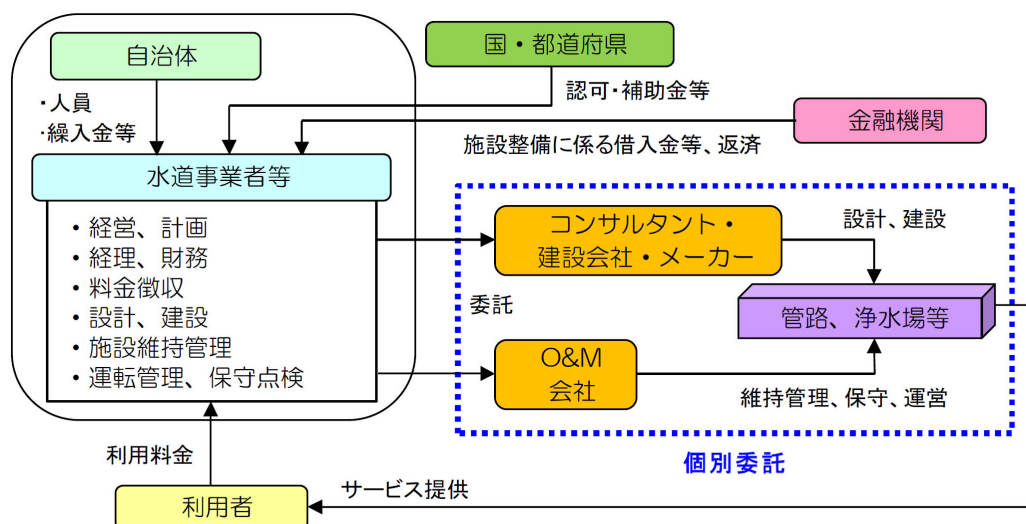 自治体
国・都道府県
・人員
・繰入金等
認可・補助金等
金融機関
施設整備に係る借入金等、返済
水道事業者等
• 経営、計画
• 経理、財務
• 料金徴収
• 設計、建設
• 施設維持管理
• 運転管理、保守点検
コンサルタント・
建設会社・メーカー
設計、建設
委託
管路、浄水場等
O&M
会社
維持管理、保守、運営
個別委託
利用料金
サービス提供
利用者